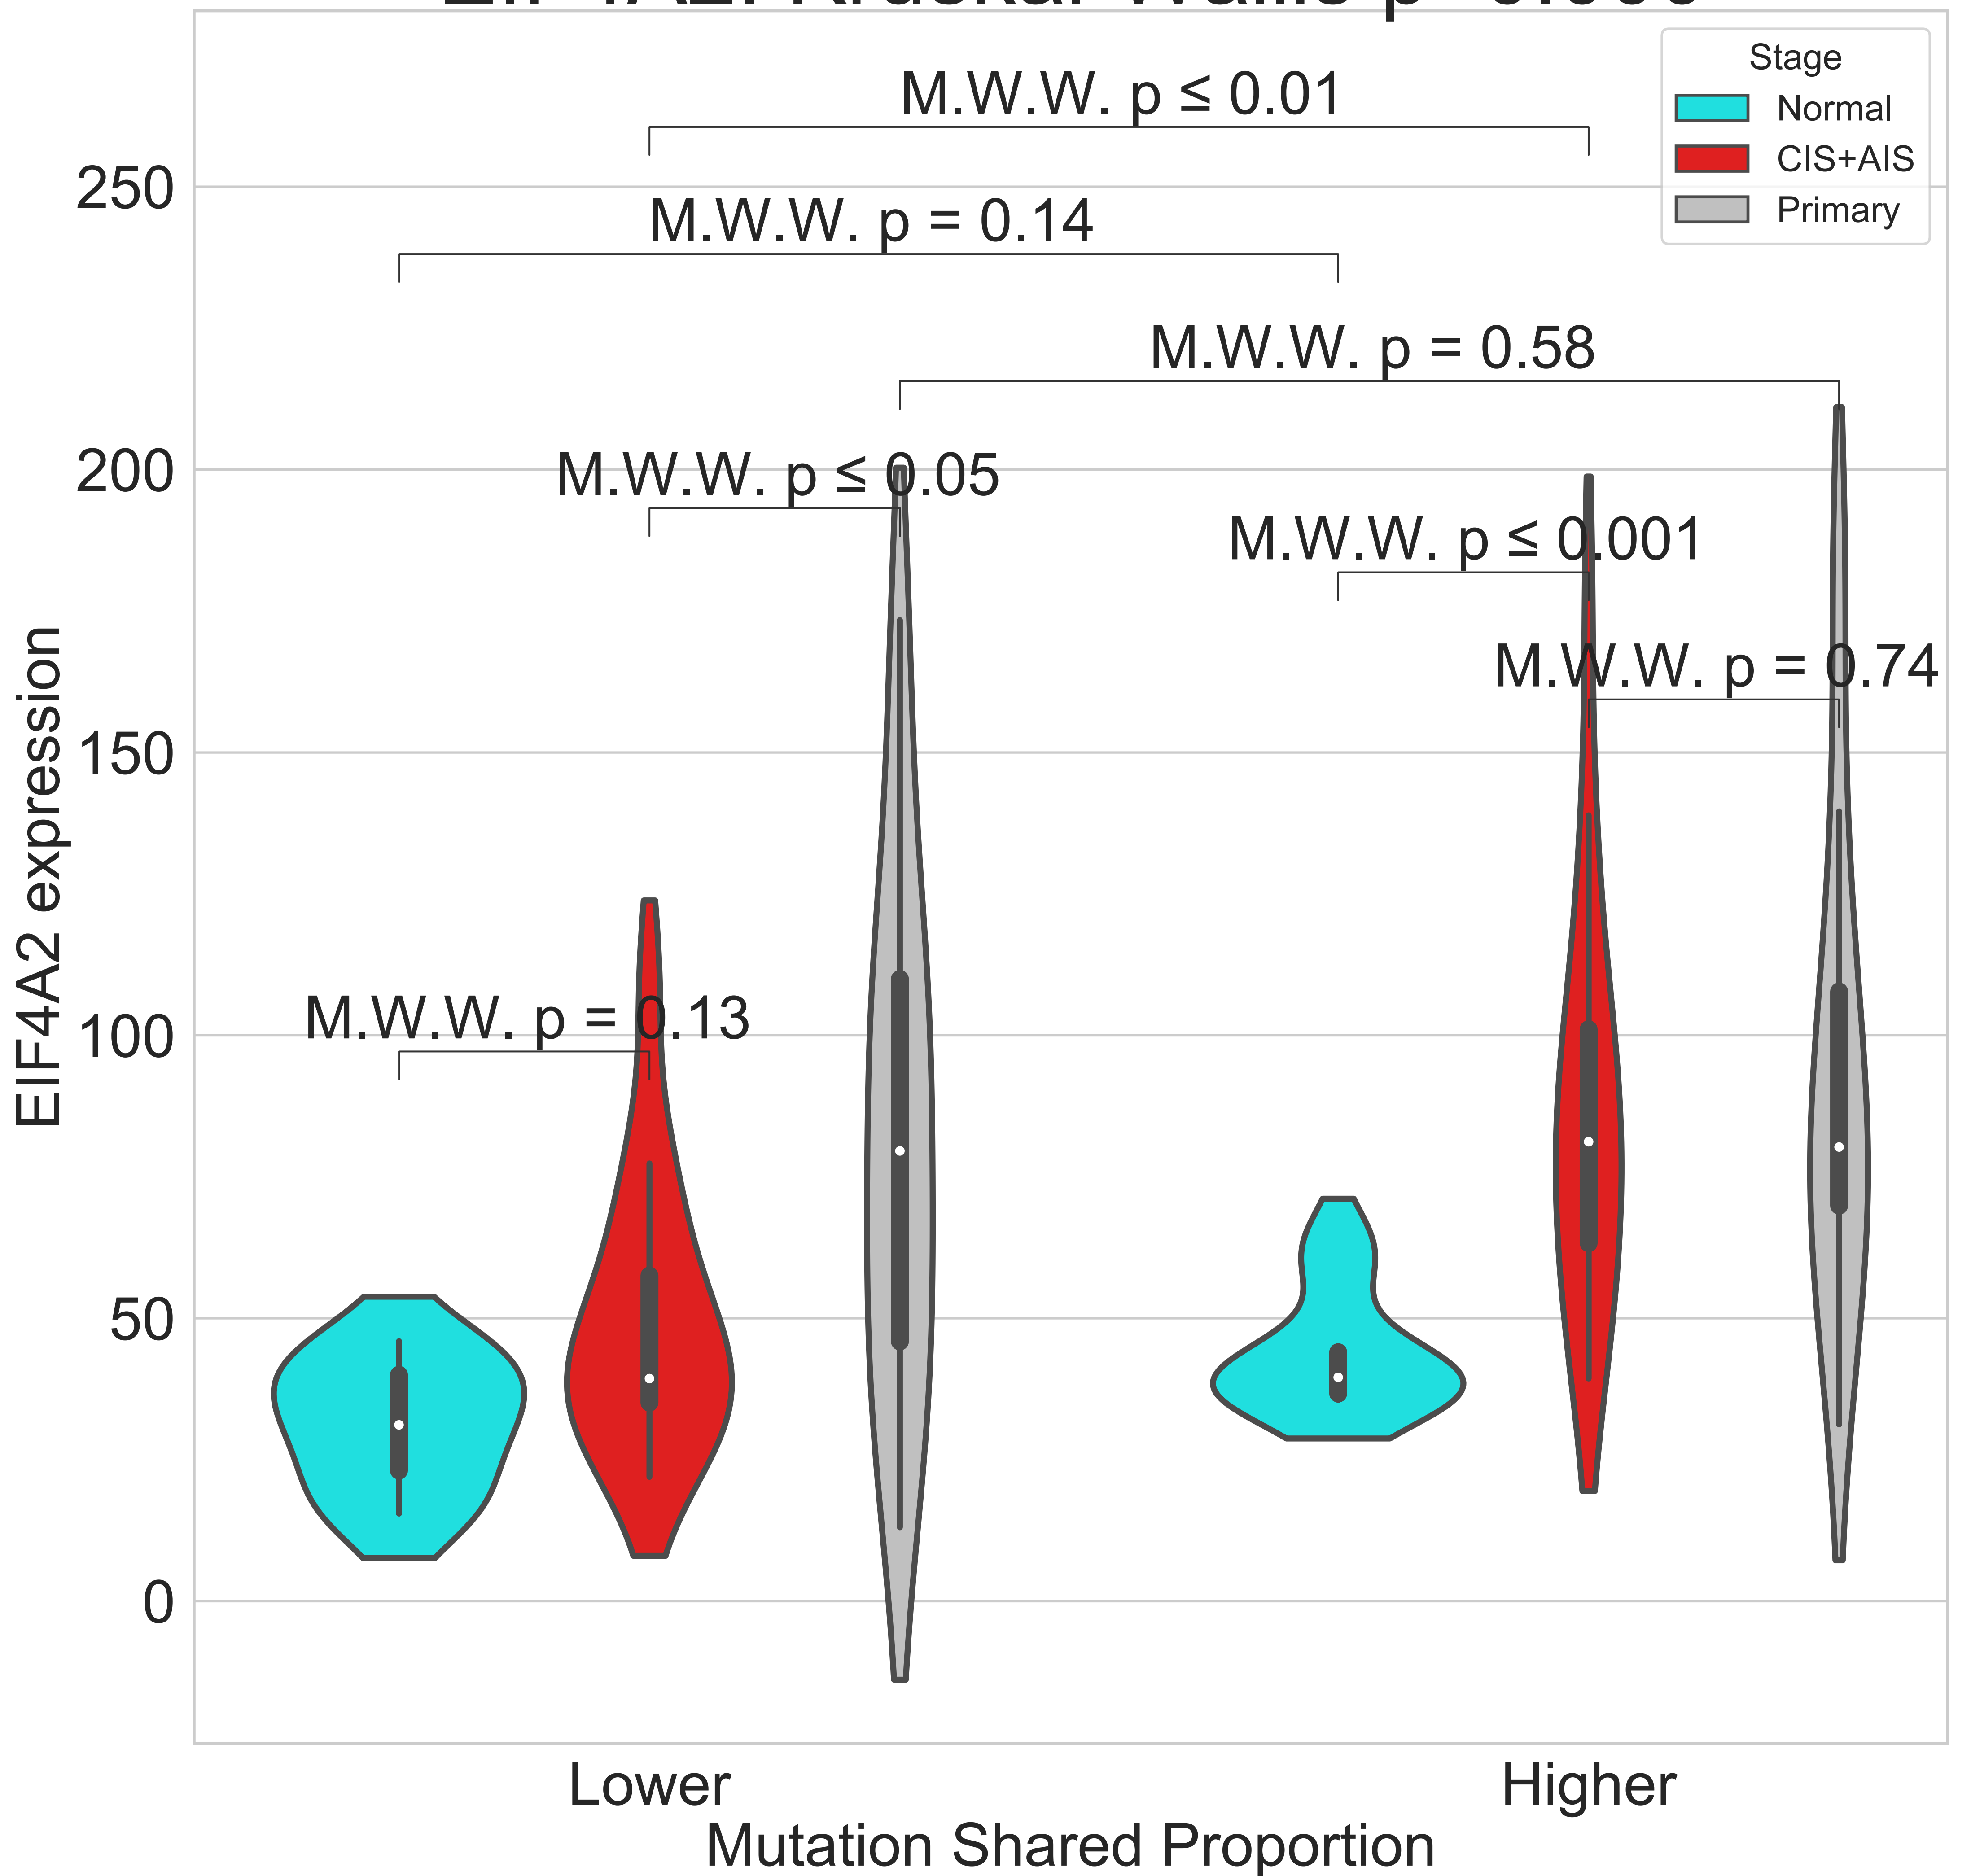 Stage
Normal
CIS+AIS
Primary
M.W.W. p ≤ 0.01
M.W.W. p = 0.14
M.W.W. p = 0.58
M.W.W. p ≤ 0.05
M.W.W. p ≤ 0.001
M.W.W. p = 0.74
M.W.W. p = 0.13
250
200
150
100
50
0
EIF4A2 expression
Lower
Higher
Mutation Shared Proportion